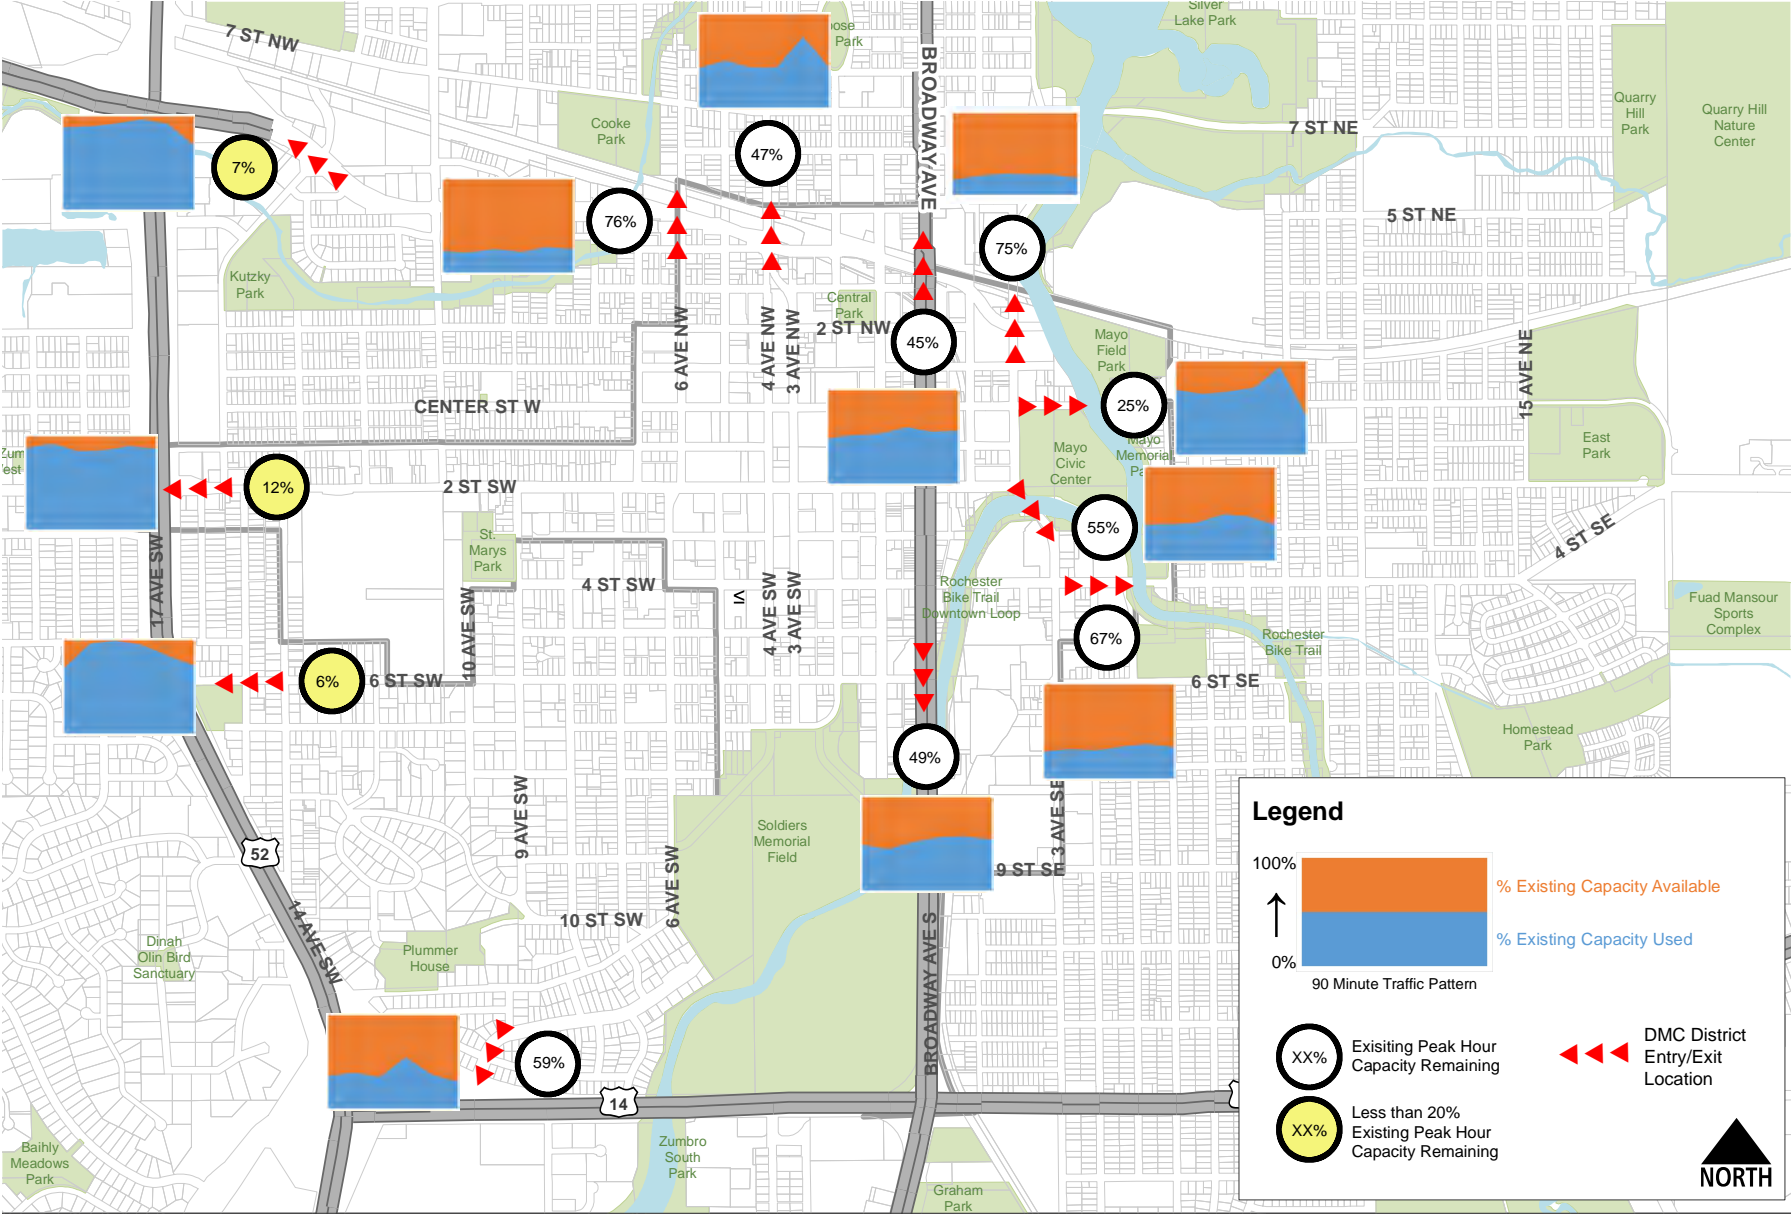 Silver
Lake Park
7 ST NW
oose
Park
BROADWAY AVE
Cooke
Park
7 ST NE
Quarry
Hill
Park
Quarry Hill
Nature
Center
7%
47%
76%
75%
5 ST NE
Kutzky
Park
Central
Park
2 ST NW
45%
6 AVE NW
4 AVE NW
3 AVE NW
Mayo
Field
Park
15 AVE NE
CENTER ST W
25%
Mayo
Memorial
Pa
Mayo
Civic
Center
East
Park
Zum
est
12%
2 ST SW
55%
4 ST SE
St.
Marys
Park
17 AVE SW
4 ST SW
10 AVE SW
VI
4 AVE SW
3 AVE SW
Rochester
Bike Trail
Downtown Loop
67%
Rochester
Bike Trail
Fuad Mansour
Sports
Complex
6%
6 ST SW
6 ST SE
Homestead
Park
49%
9 AVE SW
Soldiers
Memorial
Field
3 AVE SE
9 ST SE
52
14 AVE SW
6 AVE SW
10 ST SW
Dinah
Olin Bird
Sanctuary
Plummer
House
BROADWAY AVE S
59%
14
Baihly
Meadows
Park
Zumbro
South
Park
Graham
Park
Legend
100%
0%
% Existing Capacity Available
% Existing Capacity Used
90 Minute Traffic Pattern
XX%
Exisiting Peak Hour
Capacity Remaining
DMC District
Entry/Exit
Location
XX%
Less than 20%
Existing Peak Hour
Capacity Remaining
NORTH